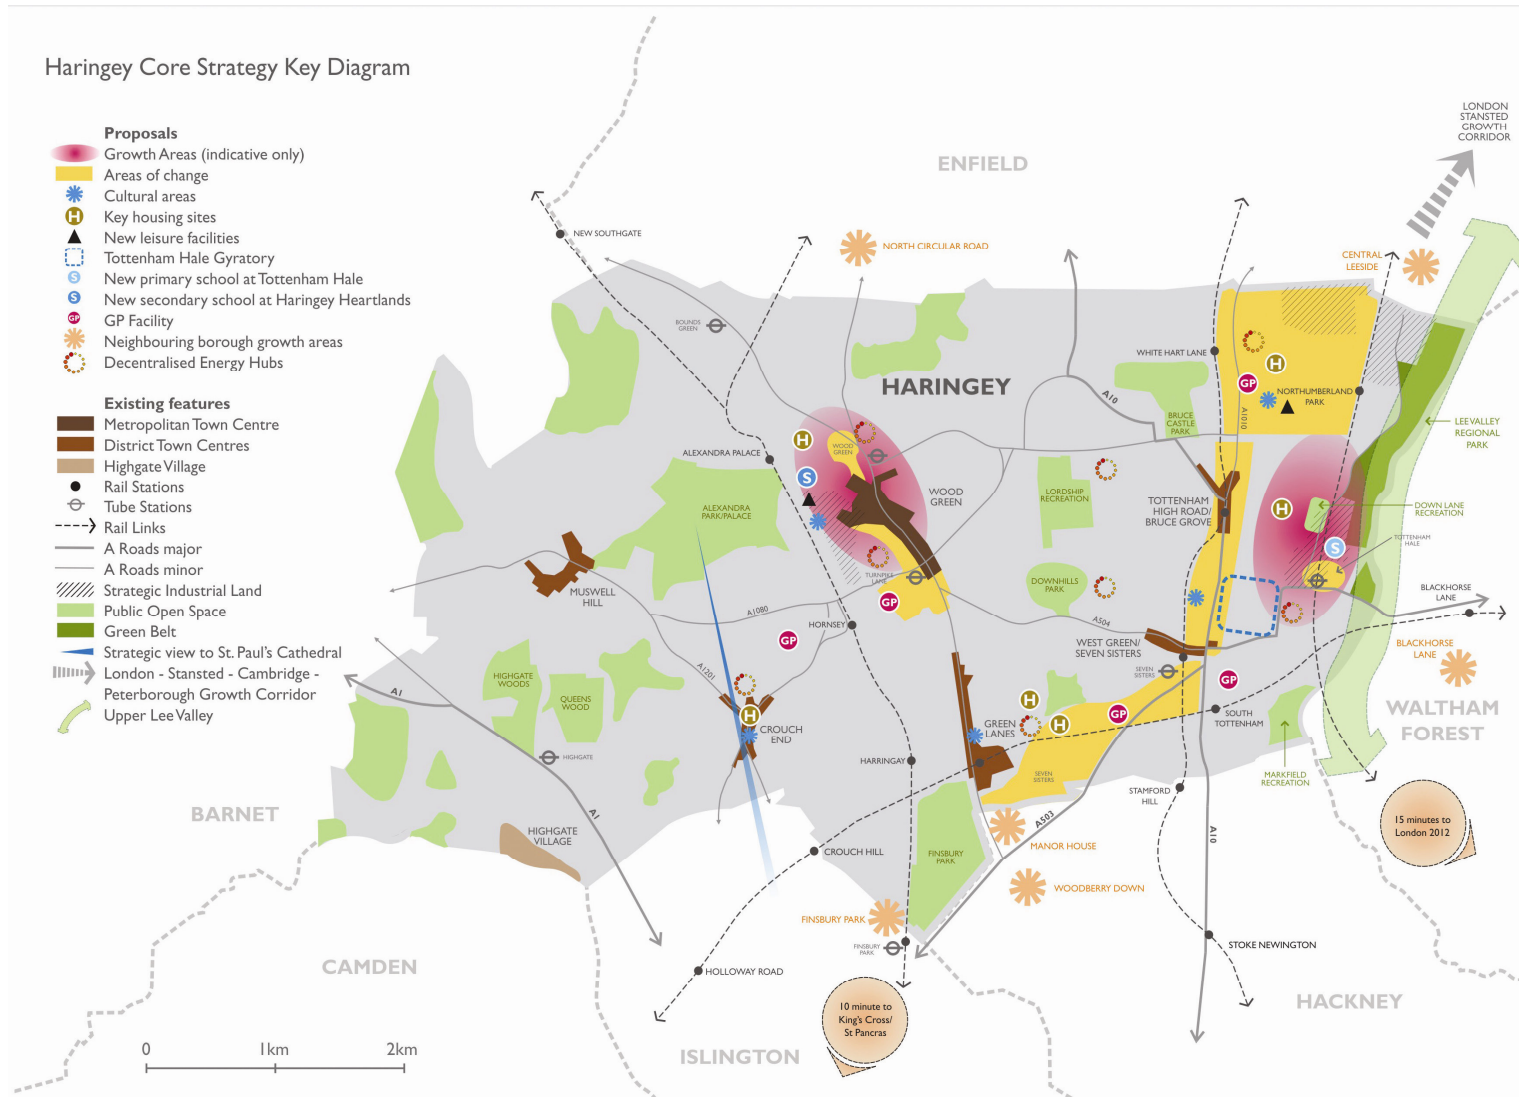 Haringey Core Strategy Key Diagram
Proposals
Growth Areas (indicative only)
Areas of change
Cultural areas
H
Key housing sites
New leisure facilities
Tottenham Hale Gyratory
S
New primary school at Tottenham Hale
S
New secondary school at Haringey Heartlands
GP
GP Facility
Neighbouring borough growth areas
Decentralised Energy Hubs
Existing features
Metropolitan Town Centre
District Town Centres
Highgate Village
Rail Stations
Tube Stations
Rail Links
A Roads major
A Roads minor
Strategic Industrial Land
Public Open Space
Green Belt
Strategic view to St. Paul's Cathedral
London - Stansted - Cambridge -
Peterborough Growth Corridor
Upper Lee Valley
LONDON
STANSTED
GROWTH
CORRIDOR
ENFIELD
NEW SOUTHGATE
NORTH CIRCULAR ROAD
CENTRAL
LEESIDE
BOUNDS
GREEN
WHITE HART LANE
HARINGEY
A10
H
GP
NORTHUMBERLAND
PARK
BRUCE
CASTLE
PARK
A1010
LEE VALLEY
REGIONAL
PARK
H
WOOD
GREEN
ALEXANDRA PALACE
S
WOOD
GREEN
LORDSHIP
RECREATION
TOTTENHAM
HIGH ROAD/
BRUCE GROVE
H
DOWN LANE
RECREATION
ALEXANDRA
PARK/PALACE
S
TOTTENHAM
HALE
TURNPIKE
LANE
DOWNHILLS
PARK
MUSWELL
HILL
GP
A1080
HORNSEY
A504
BLACKHORSE
LANE
GP
WEST GREEN/
SEVEN SISTERS
BLACKHORSE
LANE
SEVEN
SISTERS
A1201
HIGHGATE
WOODS
QUEENS
WOOD
GP
A1
H
CROUCH
END
H
GREEN
LANES
H
GP
SOUTH
TOTTENHAM
WALTHAM
FOREST
HIGHGATE
HARRINGAY
SEVEN
SISTERS
MARKFIELD
RECREATION
STAMFORD
HILL
BARNET
A1
HIGHGATE
VILLAGE
A503
A10
15 minutes to
London 2012
CROUCH HILL
FINSBURY
PARK
MANOR HOUSE
WOODBERRY DOWN
FINSBURY PARK
FINSBURY
PARK
STOKE NEWINGTON
CAMDEN
HOLLOWAY ROAD
HACKNEY
10 minute to
King's Cross/
St Pancras
ISLINGTON
0
1km
2km